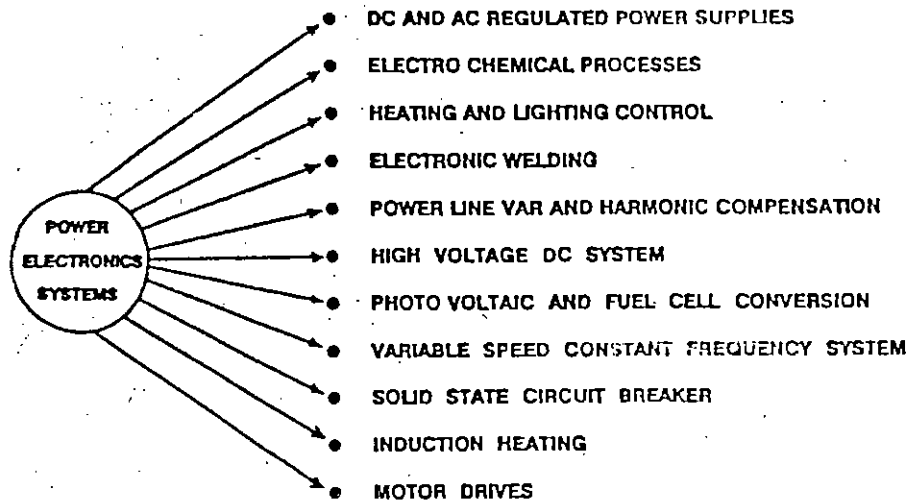 DC AND AC REGULATED POWER SUPPLIES
ELECTRO CHEMICAL PROCESSES
HEATING AND LIGHTING CONTROL
ELECTRONIC WELDING
POWER LINE VAR AND HARMONIC COMPENSATION
HIGH VOLTAGE DC SYSTEM
PHOTO VOLTAIC AND FUEL CELL CONVERSION
VARIABLE SPEED CONSTANT FREQUENCY SYSTEM
SOLID STATE CIRCUIT BREAKER
INDUCTION HEATING
MOTOR DRIVES
POWER
ELECTRONICS
SYSTEMS